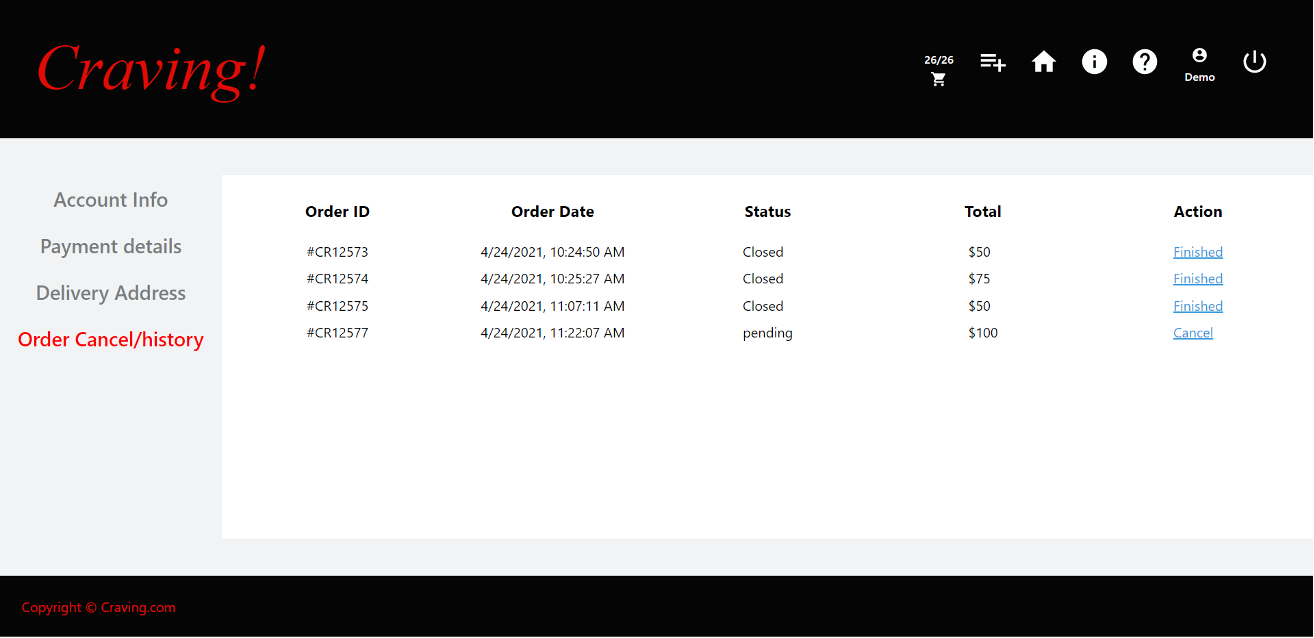 Craving!
26/26
Demo
Account Info
Payment details
Delivery Address
Order Cancel/history
Order ID Order Date Status Total Action
#CR12573 4/24/2021, 10:24:50 AM Closed $50 Finished
#CR12574 4/24/2021, 10:25:27 AM Closed $75 Finished
#CR12575 4/24/2021, 11:07:11 AM Closed $50 Finished
#CR12577 4/24/2021, 11:22:07 AM pending $100 Cancel
Copyright © Craving.com